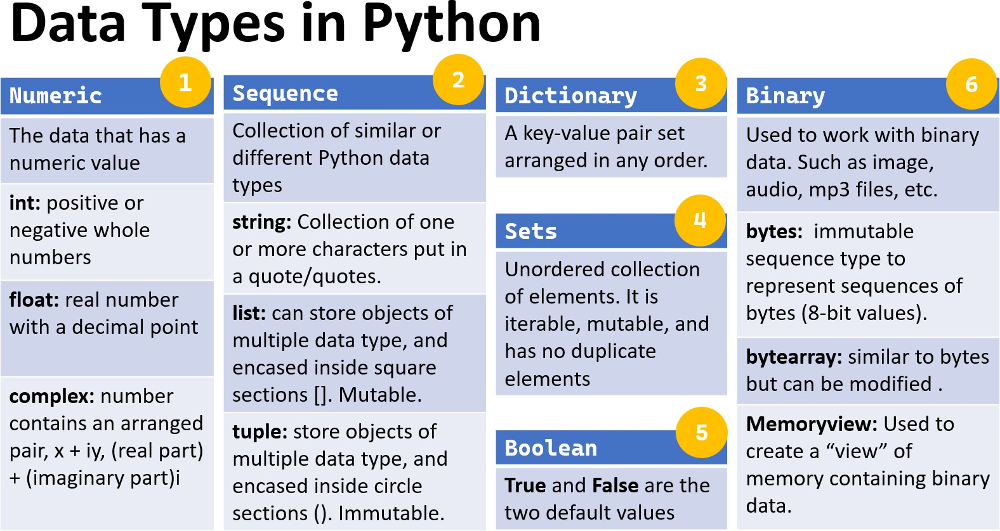 Data Types in Python
1
Numeric
The data that has a
numeric value
int: positive or
negative whole
numbers
float: real number
with a decimal point
complex: number
contains an arranged
pair, x + iy, (real part)
+ (imaginary part)i
2
Sequence
Collection of similar or
different Python data
types
string: Collection of one
or more characters put in
a quote/quotes.
list: can store objects of
multiple data type, and
encased inside square
sections []. Mutable.
tuple: store objects of
multiple data type, and
encased inside circle
sections (). Immutable.
3
Dictionary
A key-value pair set
arranged in any order.
4
Sets
Unordered collection
of elements. It is
iterable, mutable, and
has no duplicate
elements
5
Boolean
True and False are the
two default values
6
Binary
Used to work with binary
data. Such as image,
audio, mp3 files, etc.
bytes:  immutable
sequence type to
represent sequences of
bytes (8-bit values).
bytearray: similar to bytes
but can be modified .
Memoryview: Used to
create a “view” of
memory containing binary
data.